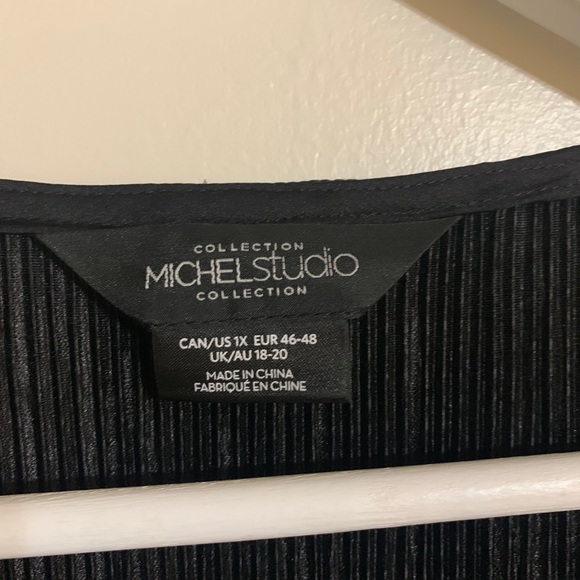 COLLECTION
MICHELstudio
COLLECTION
CAN/US 1X EUR 46-48
UK/AU 18-20
MADE IN CHINA
FABRIQUÉ EN CHINE